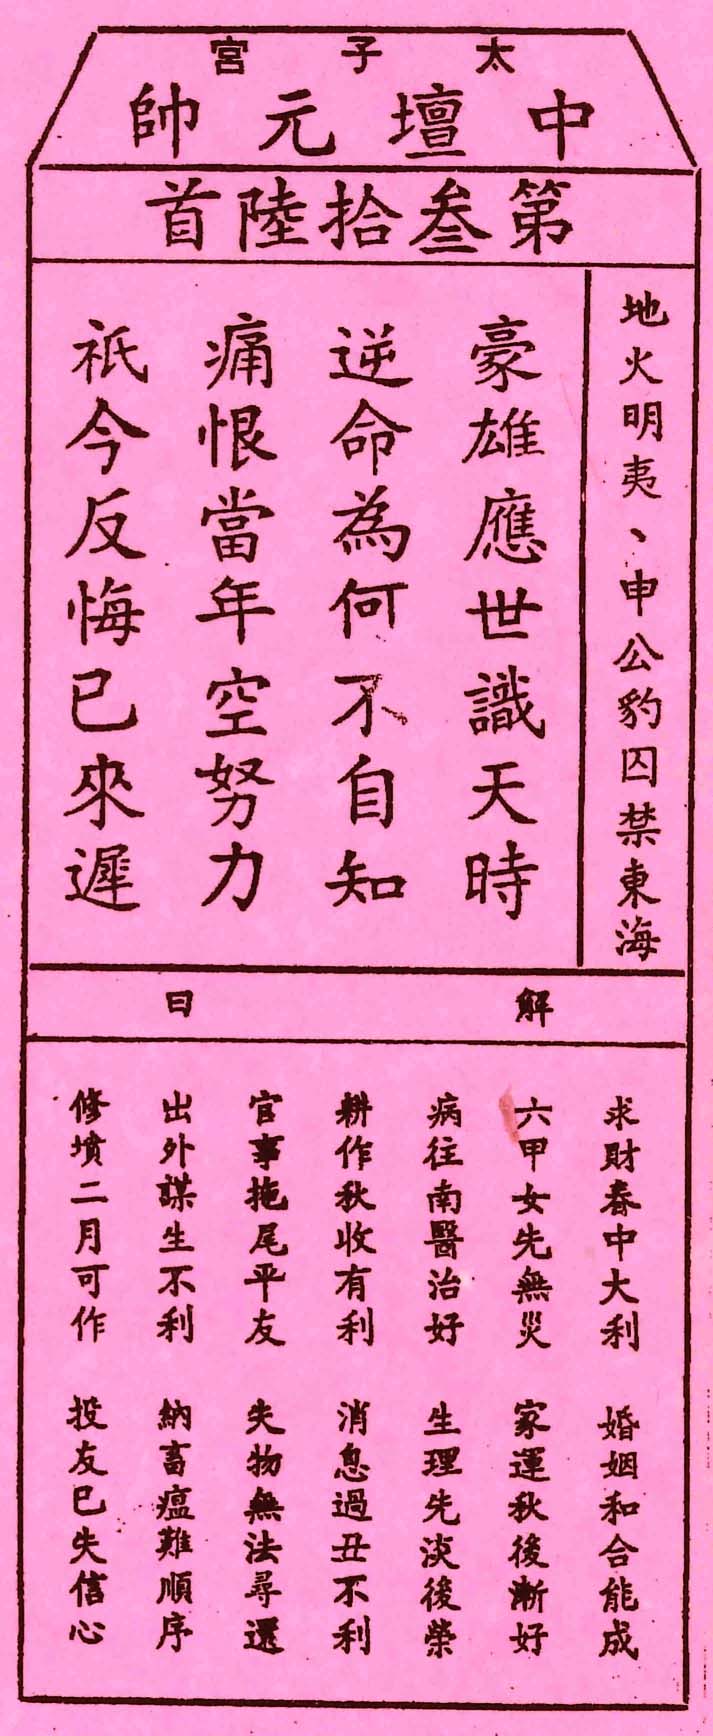 太子宮
中壇元帥
第叁拾陸首
地火明夷、申公豹囚禁東海
豪雄應世識天時
逆命為何不自知
痛恨當年空努力
祇今反悔已來遲
解曰
求財春中大利　婚姻和合能成
六甲女先無災　家運秋後漸好
病往南醫治好　生理先淡後榮
耕作秋收有利　消息過丑不利
官事拖尾平友　失物無法尋還
出外謀生不利　納畜瘟難順序
修墳二月可作　投友已失信心